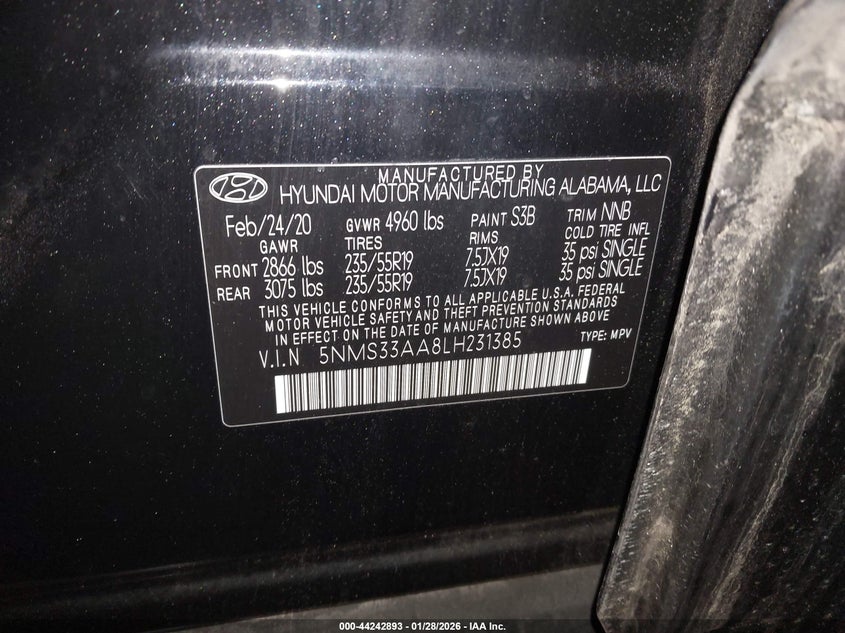 MANUFACTURED BY
HYUNDAI MOTOR MANUFACTURING ALABAMA, LLC
Feb/24/20 GVWR 4960 lbs PAINT S3B TRIM NNB
GAWR TIRES RIMS COLD TIRE INFL
FRONT 2866 lbs 235/55R19 7.5JX19 35 psi SINGLE
REAR 3075 lbs 235/55R19 7.5JX19 35 psi SINGLE
THIS VEHICLE CONFORMS TO ALL APPLICABLE U.S.A. FEDERAL
MOTOR VEHICLE SAFETY AND THEFT PREVENTION STANDARDS
IN EFFECT ON THE DATE OF MANUFACTURE SHOWN ABOVE
V.I.N 5NMS33AA8LH231385 TYPE: MPV
000-44242893 - 01/28/2026 - IAA Inc.